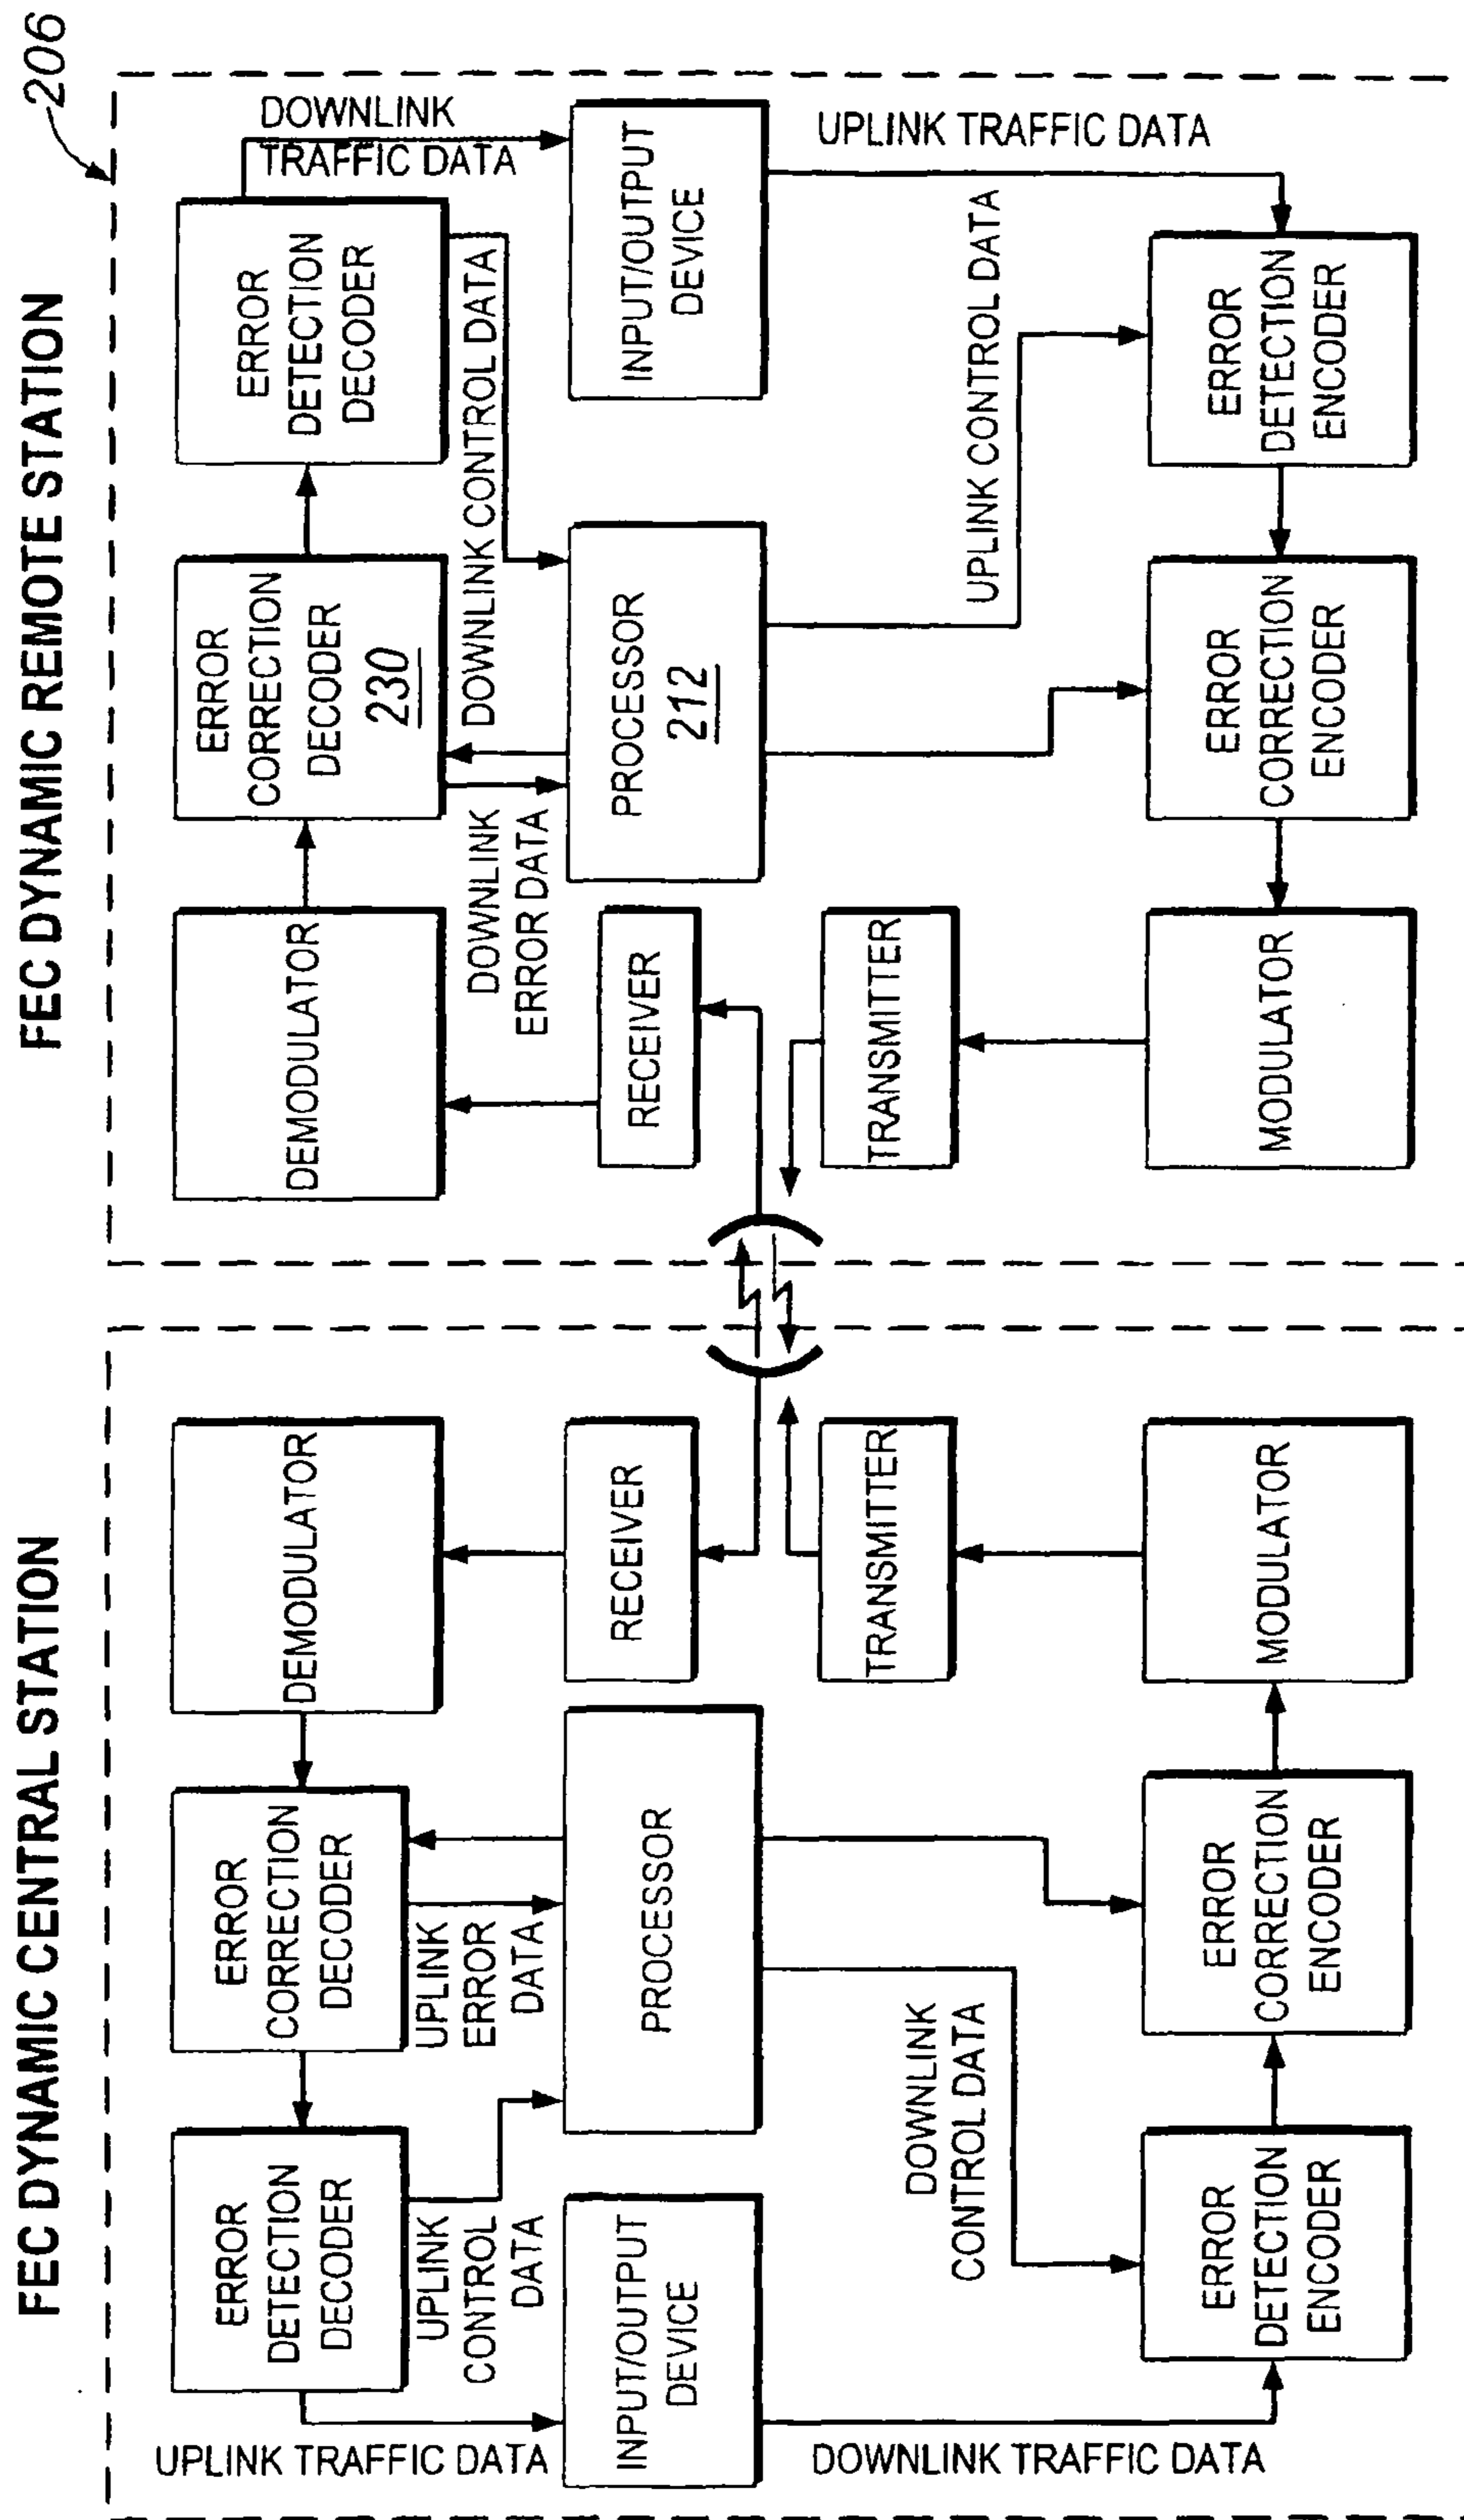 FEC DYNAMIC CENTRAL STATION
UPLINK TRAFFIC DATA
ERROR
DETECTION
DECODER
ERROR
CORRECTION
DECODER
DEMODULATOR
UPLINK
CONTROL
DATA
UPLINK
ERROR
DATA
INPUT/OUTPUT
DEVICE
PROCESSOR
RECEIVER
TRANSMITTER
DOWNLINK TRAFFIC DATA
DOWNLINK
CONTROL DATA
ERROR
DETECTION
ENCODER
ERROR
CORRECTION
ENCODER
MODULATOR
FEC DYNAMIC REMOTE STATION
206
DEMODULATOR
ERROR
CORRECTION
DECODER
230
ERROR
DETECTION
DECODER
DOWNLINK
TRAFFIC DATA
DOWNLINK
ERROR DATA
DOWNLINK CONTROL DATA
RECEIVER
PROCESSOR
212
INPUT/OUTPUT
DEVICE
TRANSMITTER
UPLINK CONTROL DATA
UPLINK TRAFFIC DATA
MODULATOR
ERROR
CORRECTION
ENCODER
ERROR
DETECTION
ENCODER